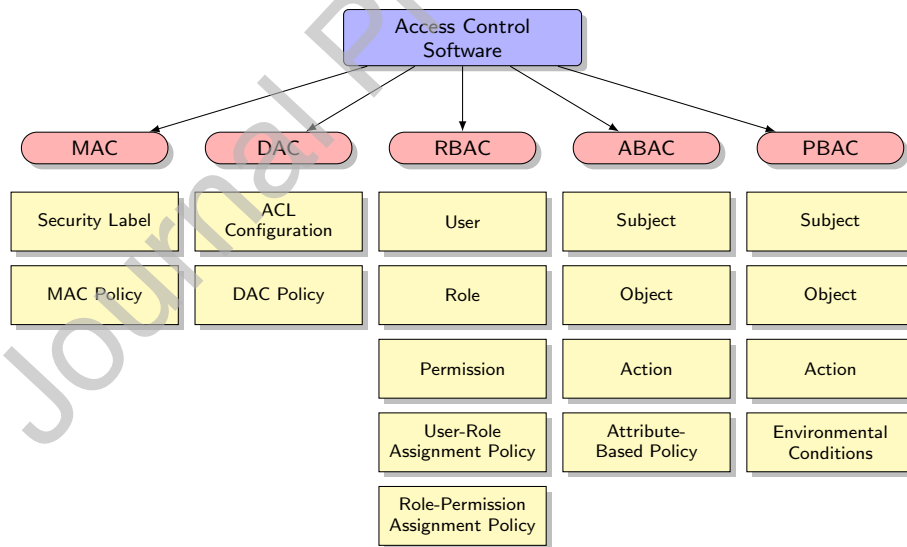 Access Control
Software
MAC
DAC
RBAC
ABAC
PBAC
Security Label
ACL
Configuration
User
Subject
Subject
MAC Policy
DAC Policy
Role
Object
Object
Permission
Action
Action
User-Role
Assignment Policy
Attribute-
Based Policy
Environmental
Conditions
Role-Permission
Assignment Policy
Journal